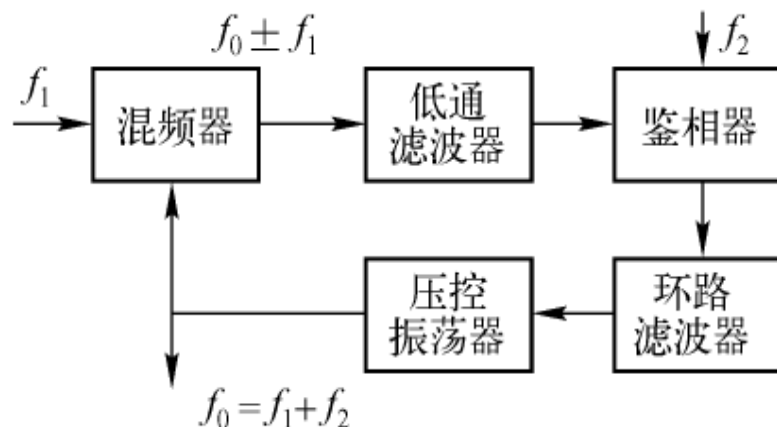 f₀ ± f₁
f₂
f₁
混频器
低通
滤波器
鉴相器
压控
振荡器
环路
滤波器
f₀ = f₁ + f₂